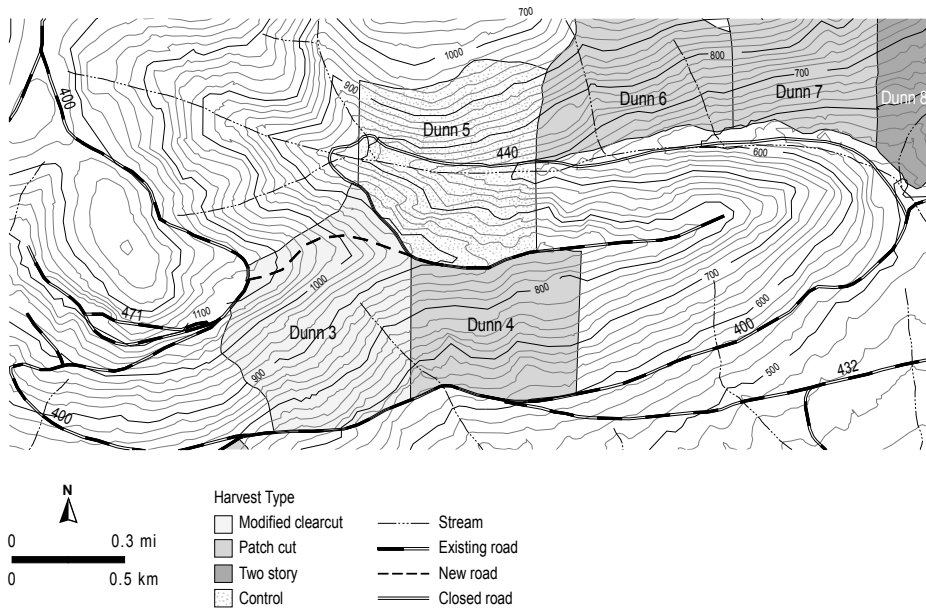 700
1000
800
900
700
400
Dunn 6
Dunn 7
Dunn 8
Dunn 5
440
600
1000
800
700
600
471
1100
Dunn 3
Dunn 4
400
432
900
500
400
N
0 0.3 mi
0 0.5 km
Harvest Type
Modified clearcut
Patch cut
Two story
Control
Stream
Existing road
New road
Closed road